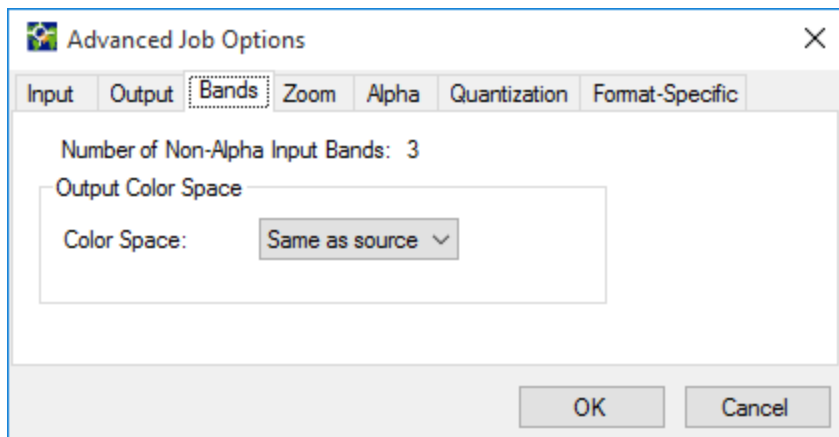 Advanced Job Options
Input Output Bands Zoom Alpha Quantization Format-Specific
Number of Non-Alpha Input Bands: 3
Output Color Space
Color Space: Same as source
OK Cancel